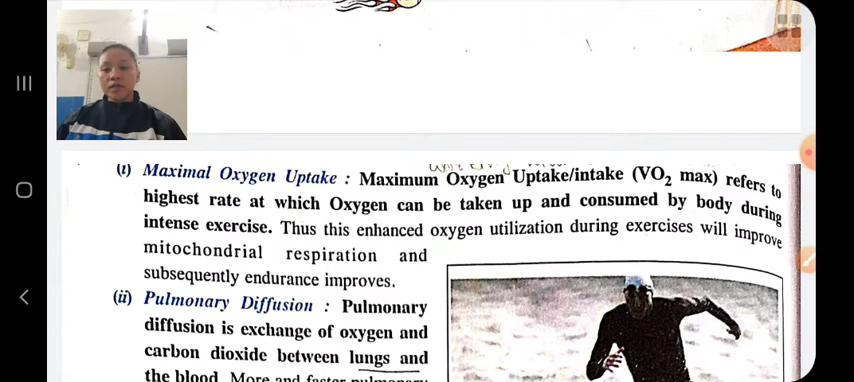 (i) Maximal Oxygen Uptake : Maximum Oxygen Uptake/intake (VO₂ max) refers to
highest rate at which Oxygen can be taken up and consumed by body during
intense exercise. Thus this enhanced oxygen utilization during exercises will improve
mitochondrial respiration and
subsequently endurance improves.
(ii) Pulmonary Diffusion : Pulmonary
diffusion is exchange of oxygen and
carbon dioxide between lungs and
the blood. More and faster pulmonary